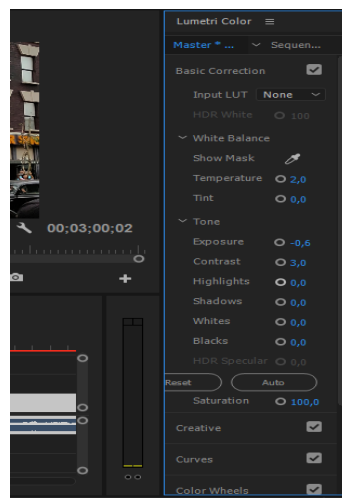 Lumetri Color
Master * ... Sequen...
Basic Correction
Input LUT None
HDR White 100
White Balance
Show Mask
Temperature 2,0
Tint 0,0
00;03;00;02
Tone
Exposure -0,6
Contrast 3,0
Highlights 0,0
Shadows 0,0
Whites 0,0
Blacks 0,0
HDR Specular 0,0
Reset Auto
Saturation 100,0
Creative
Curves
Color Wheels